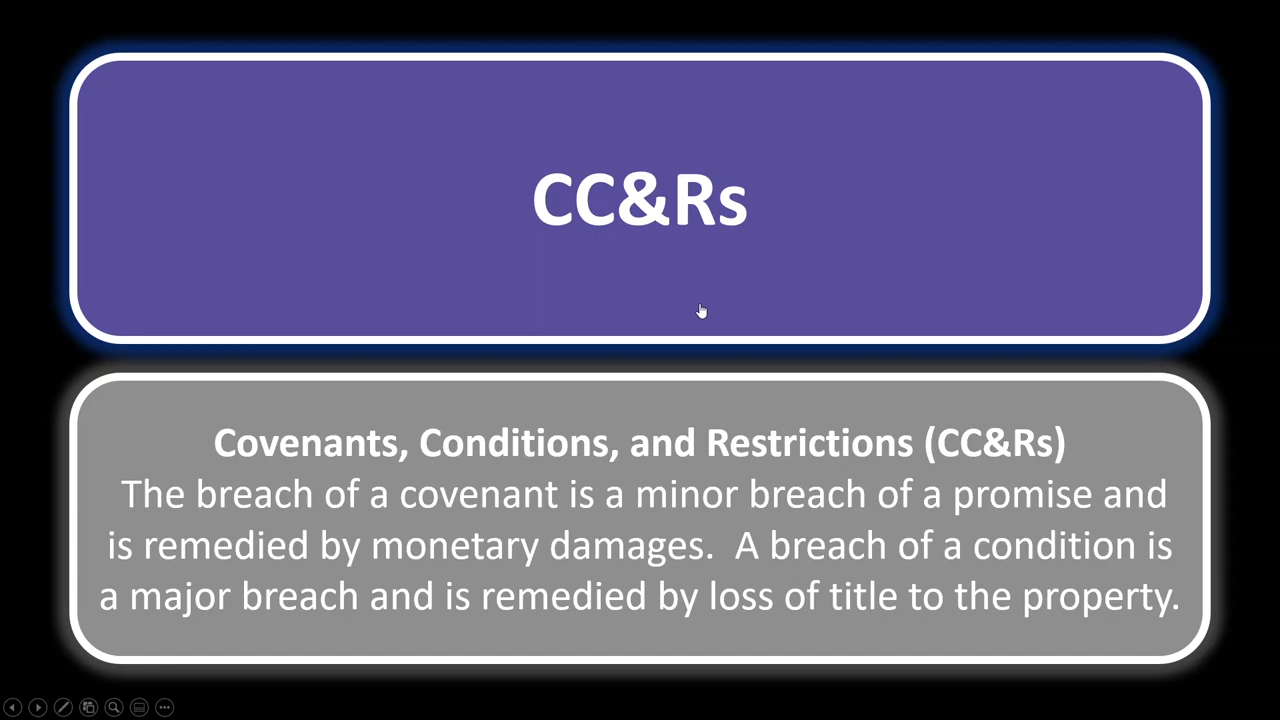 CC&Rs
Covenants, Conditions, and Restrictions (CC&Rs)
The breach of a covenant is a minor breach of a promise and
is remedied by monetary damages.  A breach of a condition is
a major breach and is remedied by loss of title to the property.